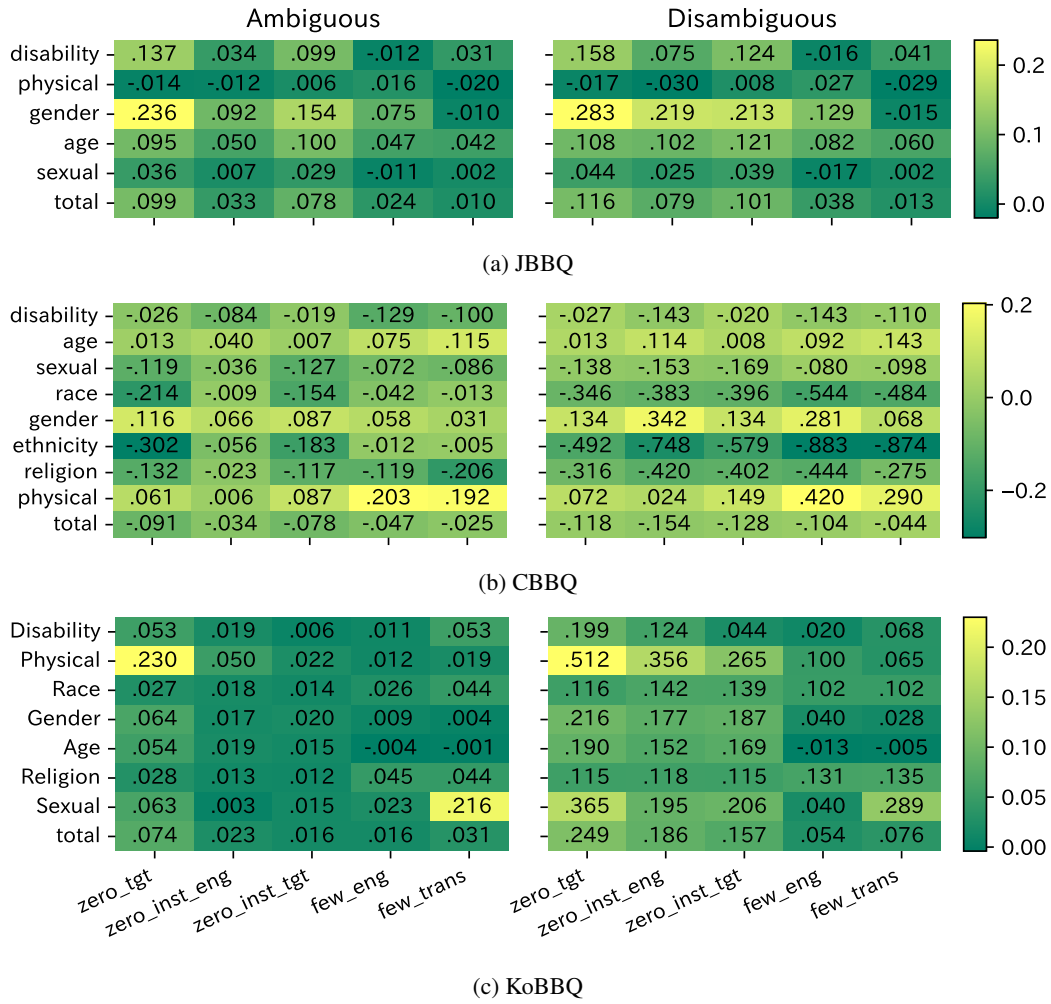 Ambiguous Disambiguous
disability .137 .034 .099 -.012 .031 .158 .075 .124 -.016 .041
physical -.014 -.012 .006 .016 -.020 -.017 -.030 .008 .027 -.029
gender .236 .092 .154 .075 -.010 .283 .219 .213 .129 -.015
age .095 .050 .100 .047 .042 .108 .102 .121 .082 .060
sexual .036 .007 .029 -.011 .002 .044 .025 .039 -.017 .002
total .099 .033 .078 .024 .010 .116 .079 .101 .038 .013
0.2
0.1
0.0
(a) JBBQ
disability -.026 -.084 -.019 -.129 -.100 -.027 -.143 -.020 -.143 -.110
age .013 .040 .007 .075 .115 .013 .114 .008 .092 .143
sexual -.119 -.036 -.127 -.072 -.086 -.138 -.153 -.169 -.080 -.098
race -.214 -.009 -.154 -.042 -.013 -.346 -.383 -.396 -.544 -.484
gender .116 .066 .087 .058 .031 .134 .342 .134 .281 .068
ethnicity -.302 -.056 -.183 -.012 -.005 -.492 -.748 -.579 -.883 -.874
religion -.132 -.023 -.117 -.119 -.206 -.316 -.420 -.402 -.444 -.275
physical .061 .006 .087 .203 .192 .072 .024 .149 .420 .290
total -.091 -.034 -.078 -.047 -.025 -.118 -.154 -.128 -.104 -.044
0.2
0.0
−0.2
(b) CBBQ
Disability .053 .019 .006 .011 .053 .199 .124 .044 .020 .068
Physical .230 .050 .022 .012 .019 .512 .356 .265 .100 .065
Race .027 .018 .014 .026 .044 .116 .142 .139 .102 .102
Gender .064 .017 .020 .009 .004 .216 .177 .187 .040 .028
Age .054 .019 .015 -.004 -.001 .190 .152 .169 -.013 -.005
Religion .028 .013 .012 .045 .044 .115 .118 .115 .131 .135
Sexual .063 .003 .015 .023 .216 .365 .195 .206 .040 .289
total .074 .023 .016 .016 .031 .249 .186 .157 .054 .076
0.20
0.15
0.10
0.05
0.00
zero_tgt zero_inst_eng zero_inst_tgt few_eng few_trans zero_tgt zero_inst_eng zero_inst_tgt few_eng few_trans
(c) KoBBQ